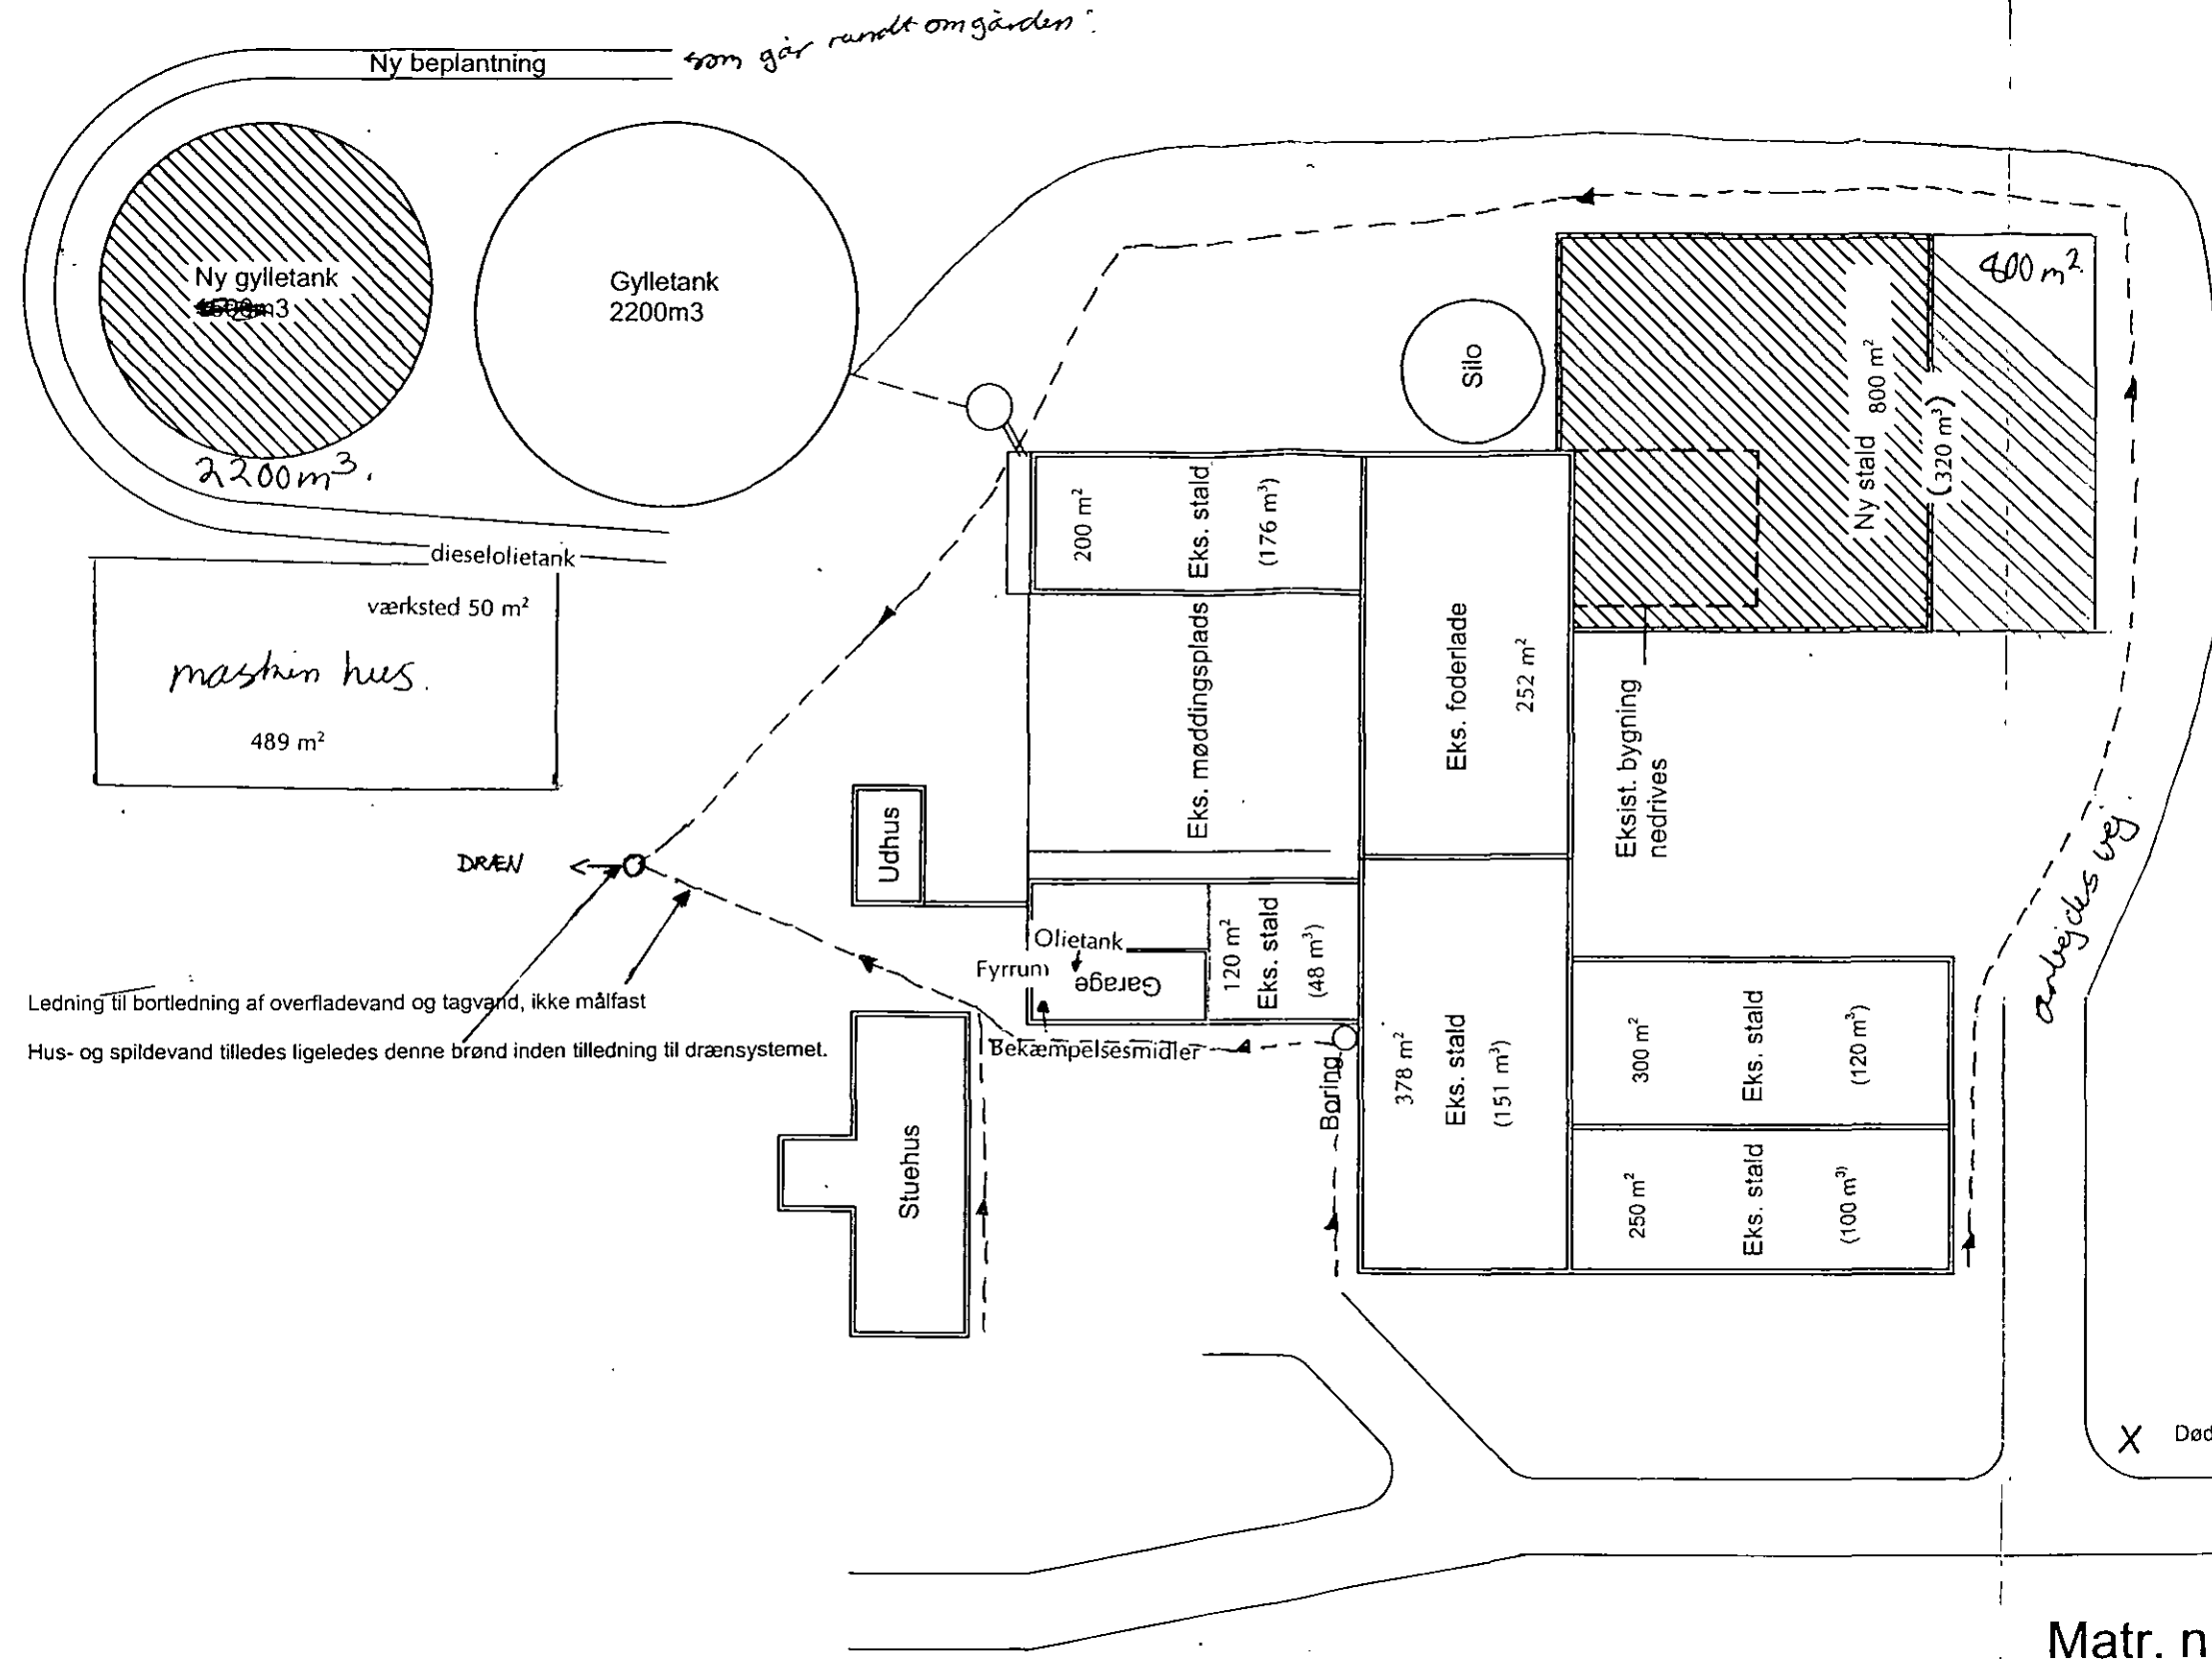 som går rundt omgården.
Ny beplantning
Ny gylletank
m3
2200 m³.
Gylletank
2200m3
dieselolietank
værksted 50 m²
maskin hus.
489 m²
DRÆN
Ledning til bortledning af overfladevand og tagvand, ikke målfast
Hus- og spildevand tilledes ligeledes denne brønd inden tilledning til drænsystemet.
Silo
Ny stald 800 m²
(320 m³)
800 m².
200 m²
Eks. stald
(176 m³)
Eks. møddingsplads
Eks. foderlade
252 m²
Eksist. bygning
nedrives
Udhus
Olietank
Fyrrum
Garage
120 m²
Eks. stald
(48 m³)
Bekæmpelsesmidler
Boring
Stuehus
378 m²
Eks. stald
(151 m³)
300 m²
Eks. stald
(120 m³)
250 m²
Eks. stald
(100 m³)
arbejdes vej.
X Død
Matr. n